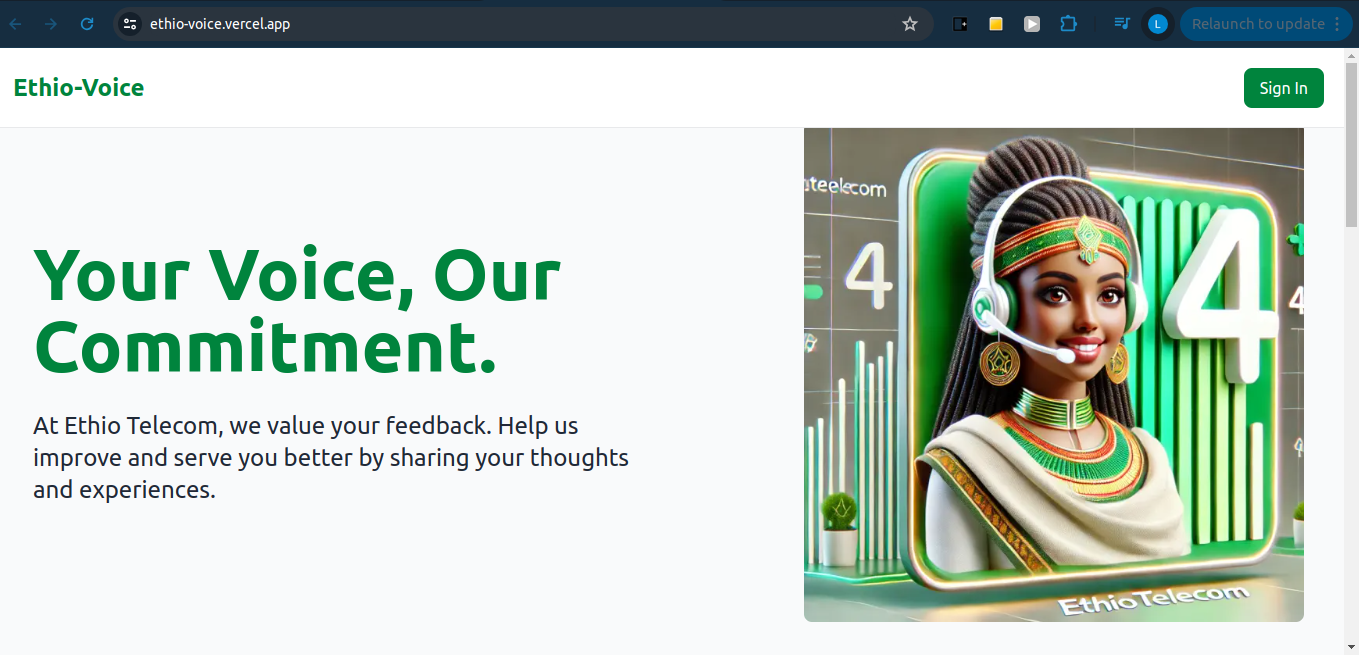 ethio-voice.vercel.app
L
Relaunch to update
Ethio-Voice
Sign In
Your Voice, Our
Commitment.
At Ethio Telecom, we value your feedback. Help us
improve and serve you better by sharing your thoughts
and experiences.
4
4
4
EthioTelecom